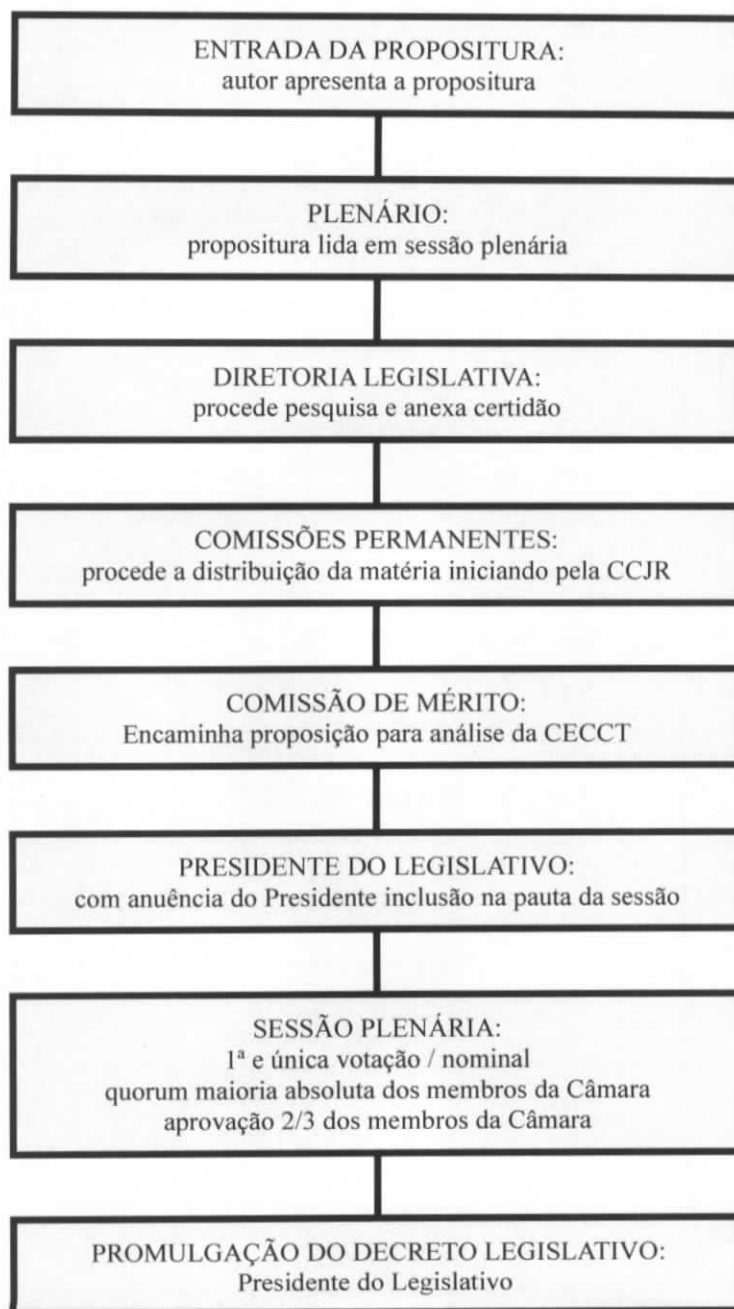 ENTRADA DA PROPOSITURA:
autor apresenta a propositura
PLENÁRIO:
propositura lida em sessão plenária
DIRETORIA LEGISLATIVA:
procede pesquisa e anexa certidão
COMISSÕES PERMANENTES:
procede a distribuição da matéria iniciando pela CCJR
COMISSÃO DE MÉRITO:
Encaminha proposição para análise da CECCT
PRESIDENTE DO LEGISLATIVO:
com anuência do Presidente inclusão na pauta da sessão
SESSÃO PLENÁRIA:
1ª e única votação / nominal
quorum maioria absoluta dos membros da Câmara
aprovação 2/3 dos membros da Câmara
PROMULGAÇÃO DO DECRETO LEGISLATIVO:
Presidente do Legislativo